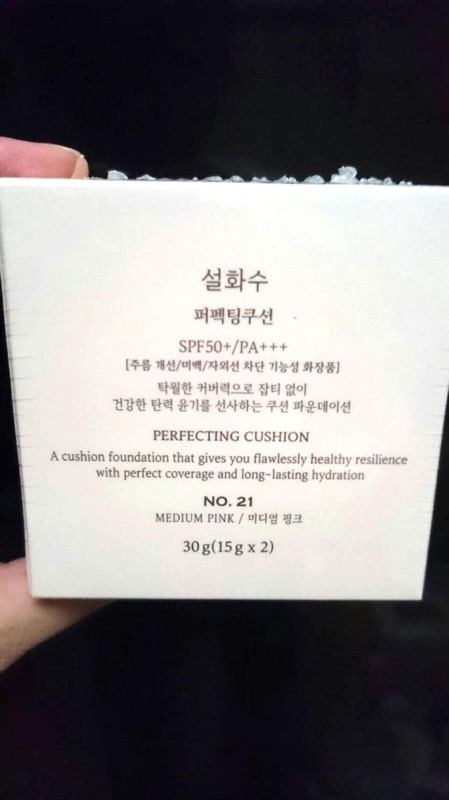 설화수
퍼펙팅쿠션
SPF50+/PA+++
[주름 개선/미백/자외선 차단 기능성 화장품]
탁월한 커버력으로 잡티 없이
건강한 탄력 윤기를 선사하는 쿠션 파운데이션
PERFECTING CUSHION
A cushion foundation that gives you flawlessly healthy resilience
with perfect coverage and long-lasting hydration
NO. 21
MEDIUM PINK / 미디엄 핑크
30g(15g x 2)